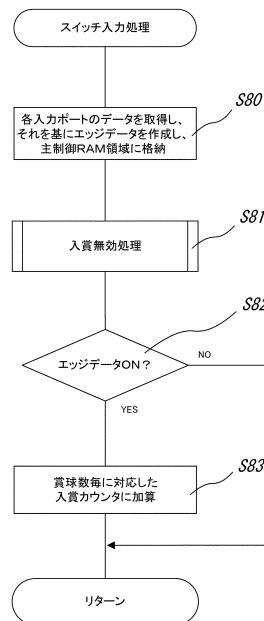 スイッチ入力処理
S80
各入力ポートのデータを取得し、
それを基にエッジデータを作成し、
主制御RAM領域に格納
S81
入賞無効処理
S82
エッジデータON？
NO
YES
S83
賞球数毎に対応した
入賞カウンタに加算
リターン